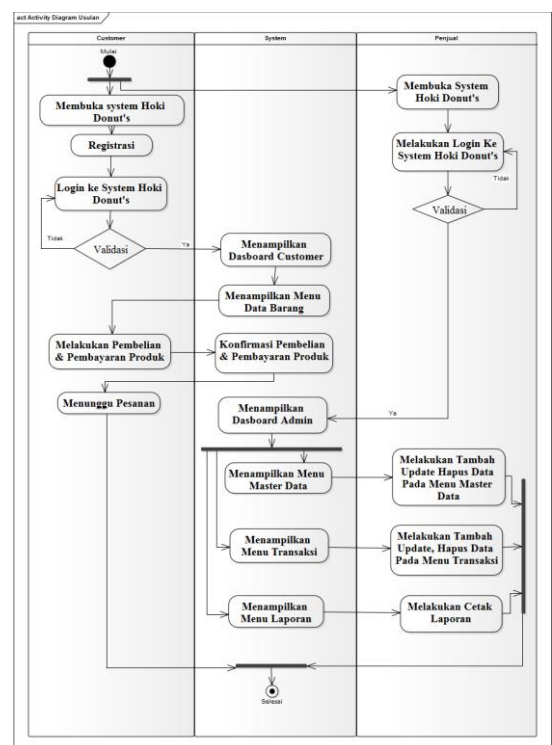 act Activity Diagram Usulan
Customer
System
Penjual
Mulai
Membuka system Hoki
Donut's
Membuka System
Hoki Donut's
Registrasi
Melakukan Login Ke
System Hoki Donut's
Tidak
Login ke System Hoki
Donut's
Validasi
Tidak
Validasi
Ya
Menampilkan
Dasboard Customer
Menampilkan Menu
Data Barang
Melakukan Pembelian
& Pembayaran Produk
Konfirmasi Pembelian
& Pembayaran Produk
Menunggu Pesanan
Menampilkan
Dasboard Admin
Ya
Menampilkan Menu
Master Data
Melakukan Tambah
Update Hapus Data
Pada Menu Master
Data
Menampilkan
Menu Transaksi
Melakukan Tambah
Update, Hapus Data
Pada Menu Transaksi
Menampilkan
Menu Laporan
Melakukan Cetak
Laporan
Selesai